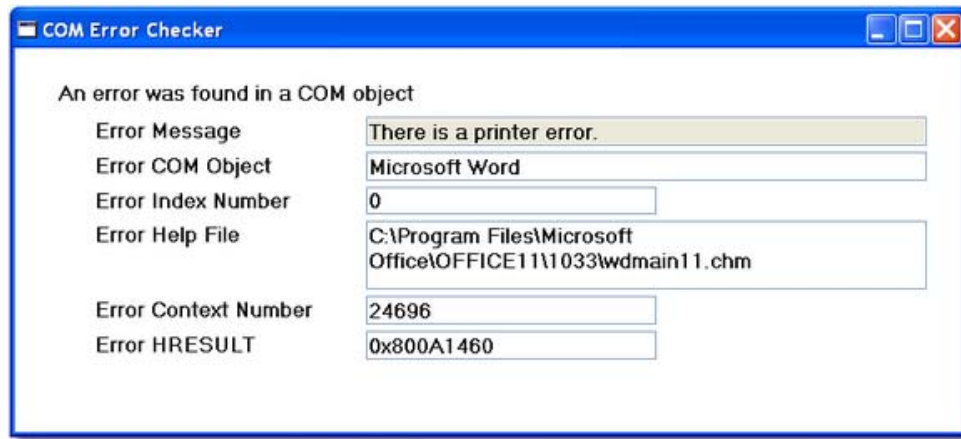 COM Error Checker
An error was found in a COM object
Error Message There is a printer error.
Error COM Object Microsoft Word
Error Index Number 0
Error Help File C:\Program Files\Microsoft
Office\OFFICE11\1033\wdmain11.chm
Error Context Number 24696
Error HRESULT 0x800A1460